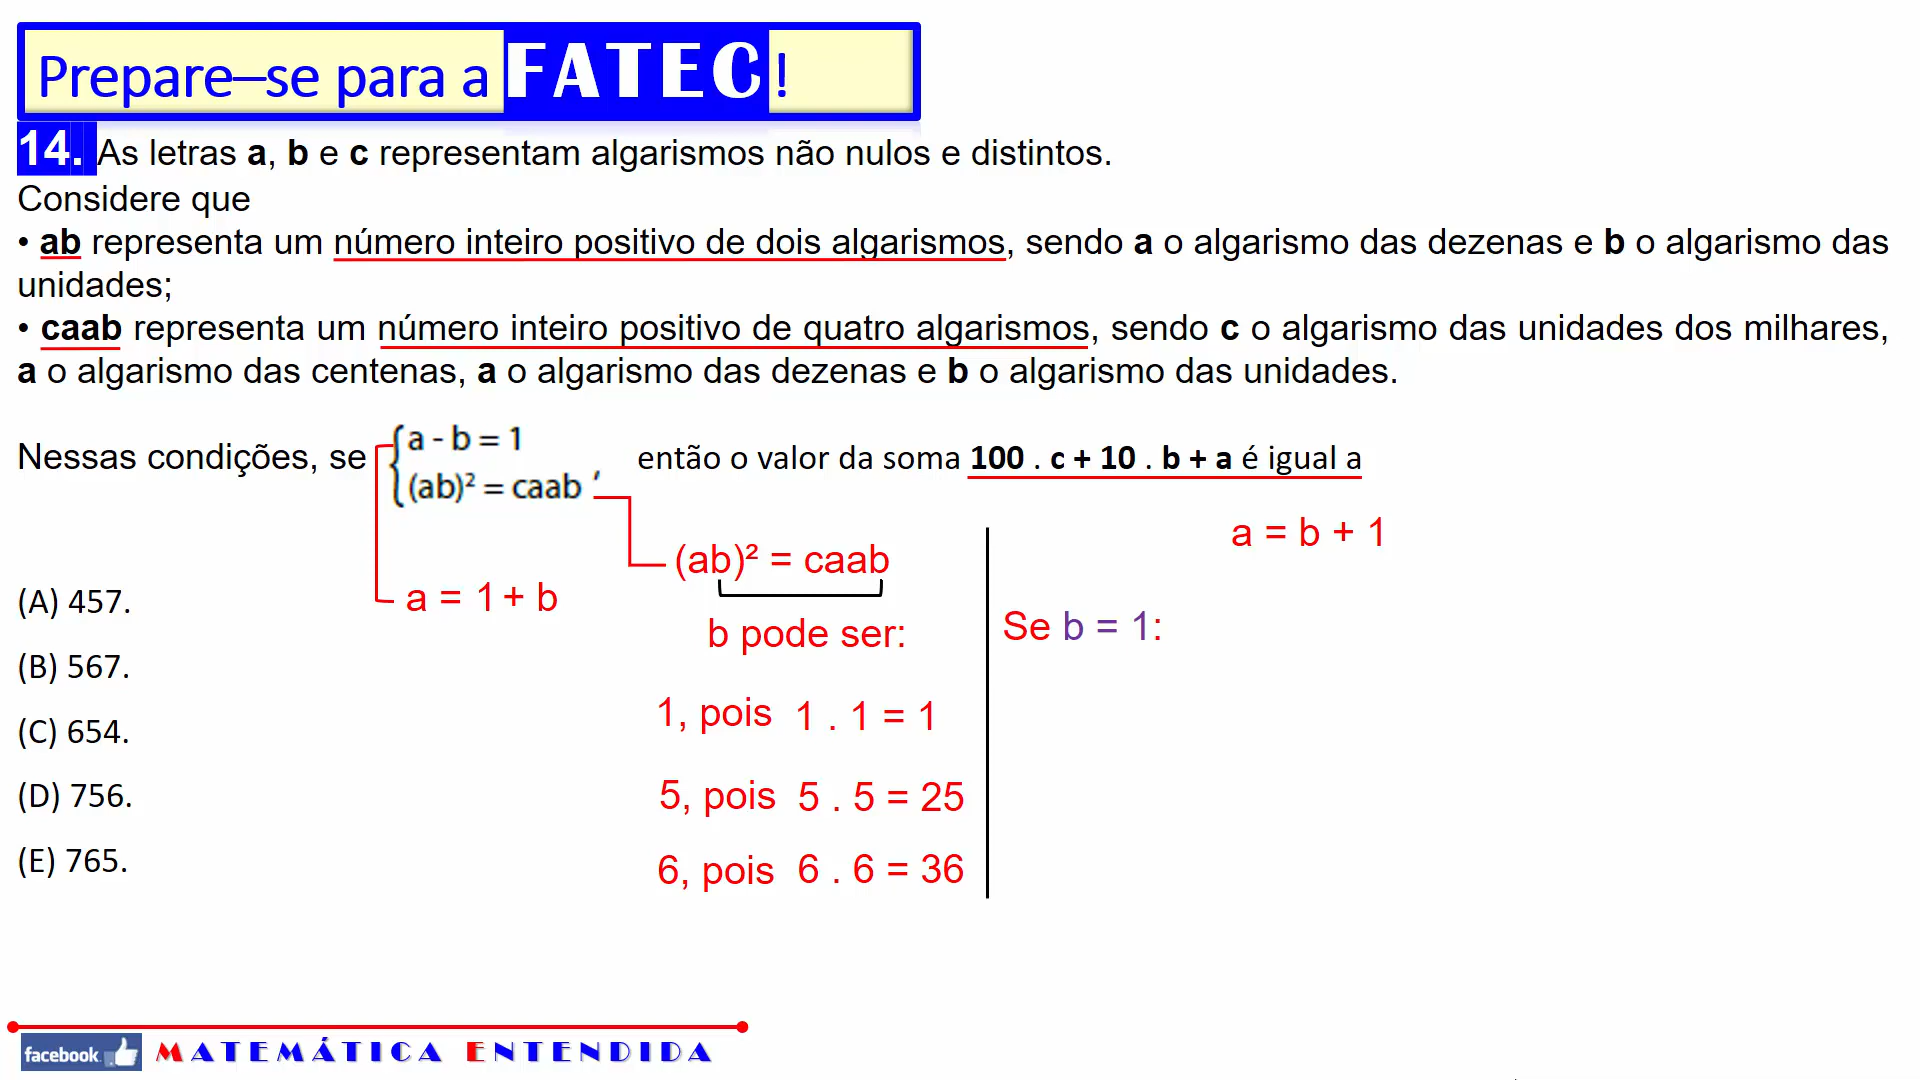 Prepare–se para a FATEC!
14. As letras a, b e c representam algarismos não nulos e distintos.
Considere que
• ab representa um número inteiro positivo de dois algarismos, sendo a o algarismo das dezenas e b o algarismo das
unidades;
• caab representa um número inteiro positivo de quatro algarismos, sendo c o algarismo das unidades dos milhares,
a o algarismo das centenas, a o algarismo das dezenas e b o algarismo das unidades.
Nessas condições, se { a - b = 1
(ab)² = caab , então o valor da soma 100 . c + 10 . b + a é igual a
a = 1 + b
(A) 457.
(B) 567.
(C) 654.
(D) 756.
(E) 765.
(ab)² = caab
b pode ser:
1, pois 1 . 1 = 1
5, pois 5 . 5 = 25
6, pois 6 . 6 = 36
a = b + 1
Se b = 1:
facebook MATEMÁTICA ENTENDIDA